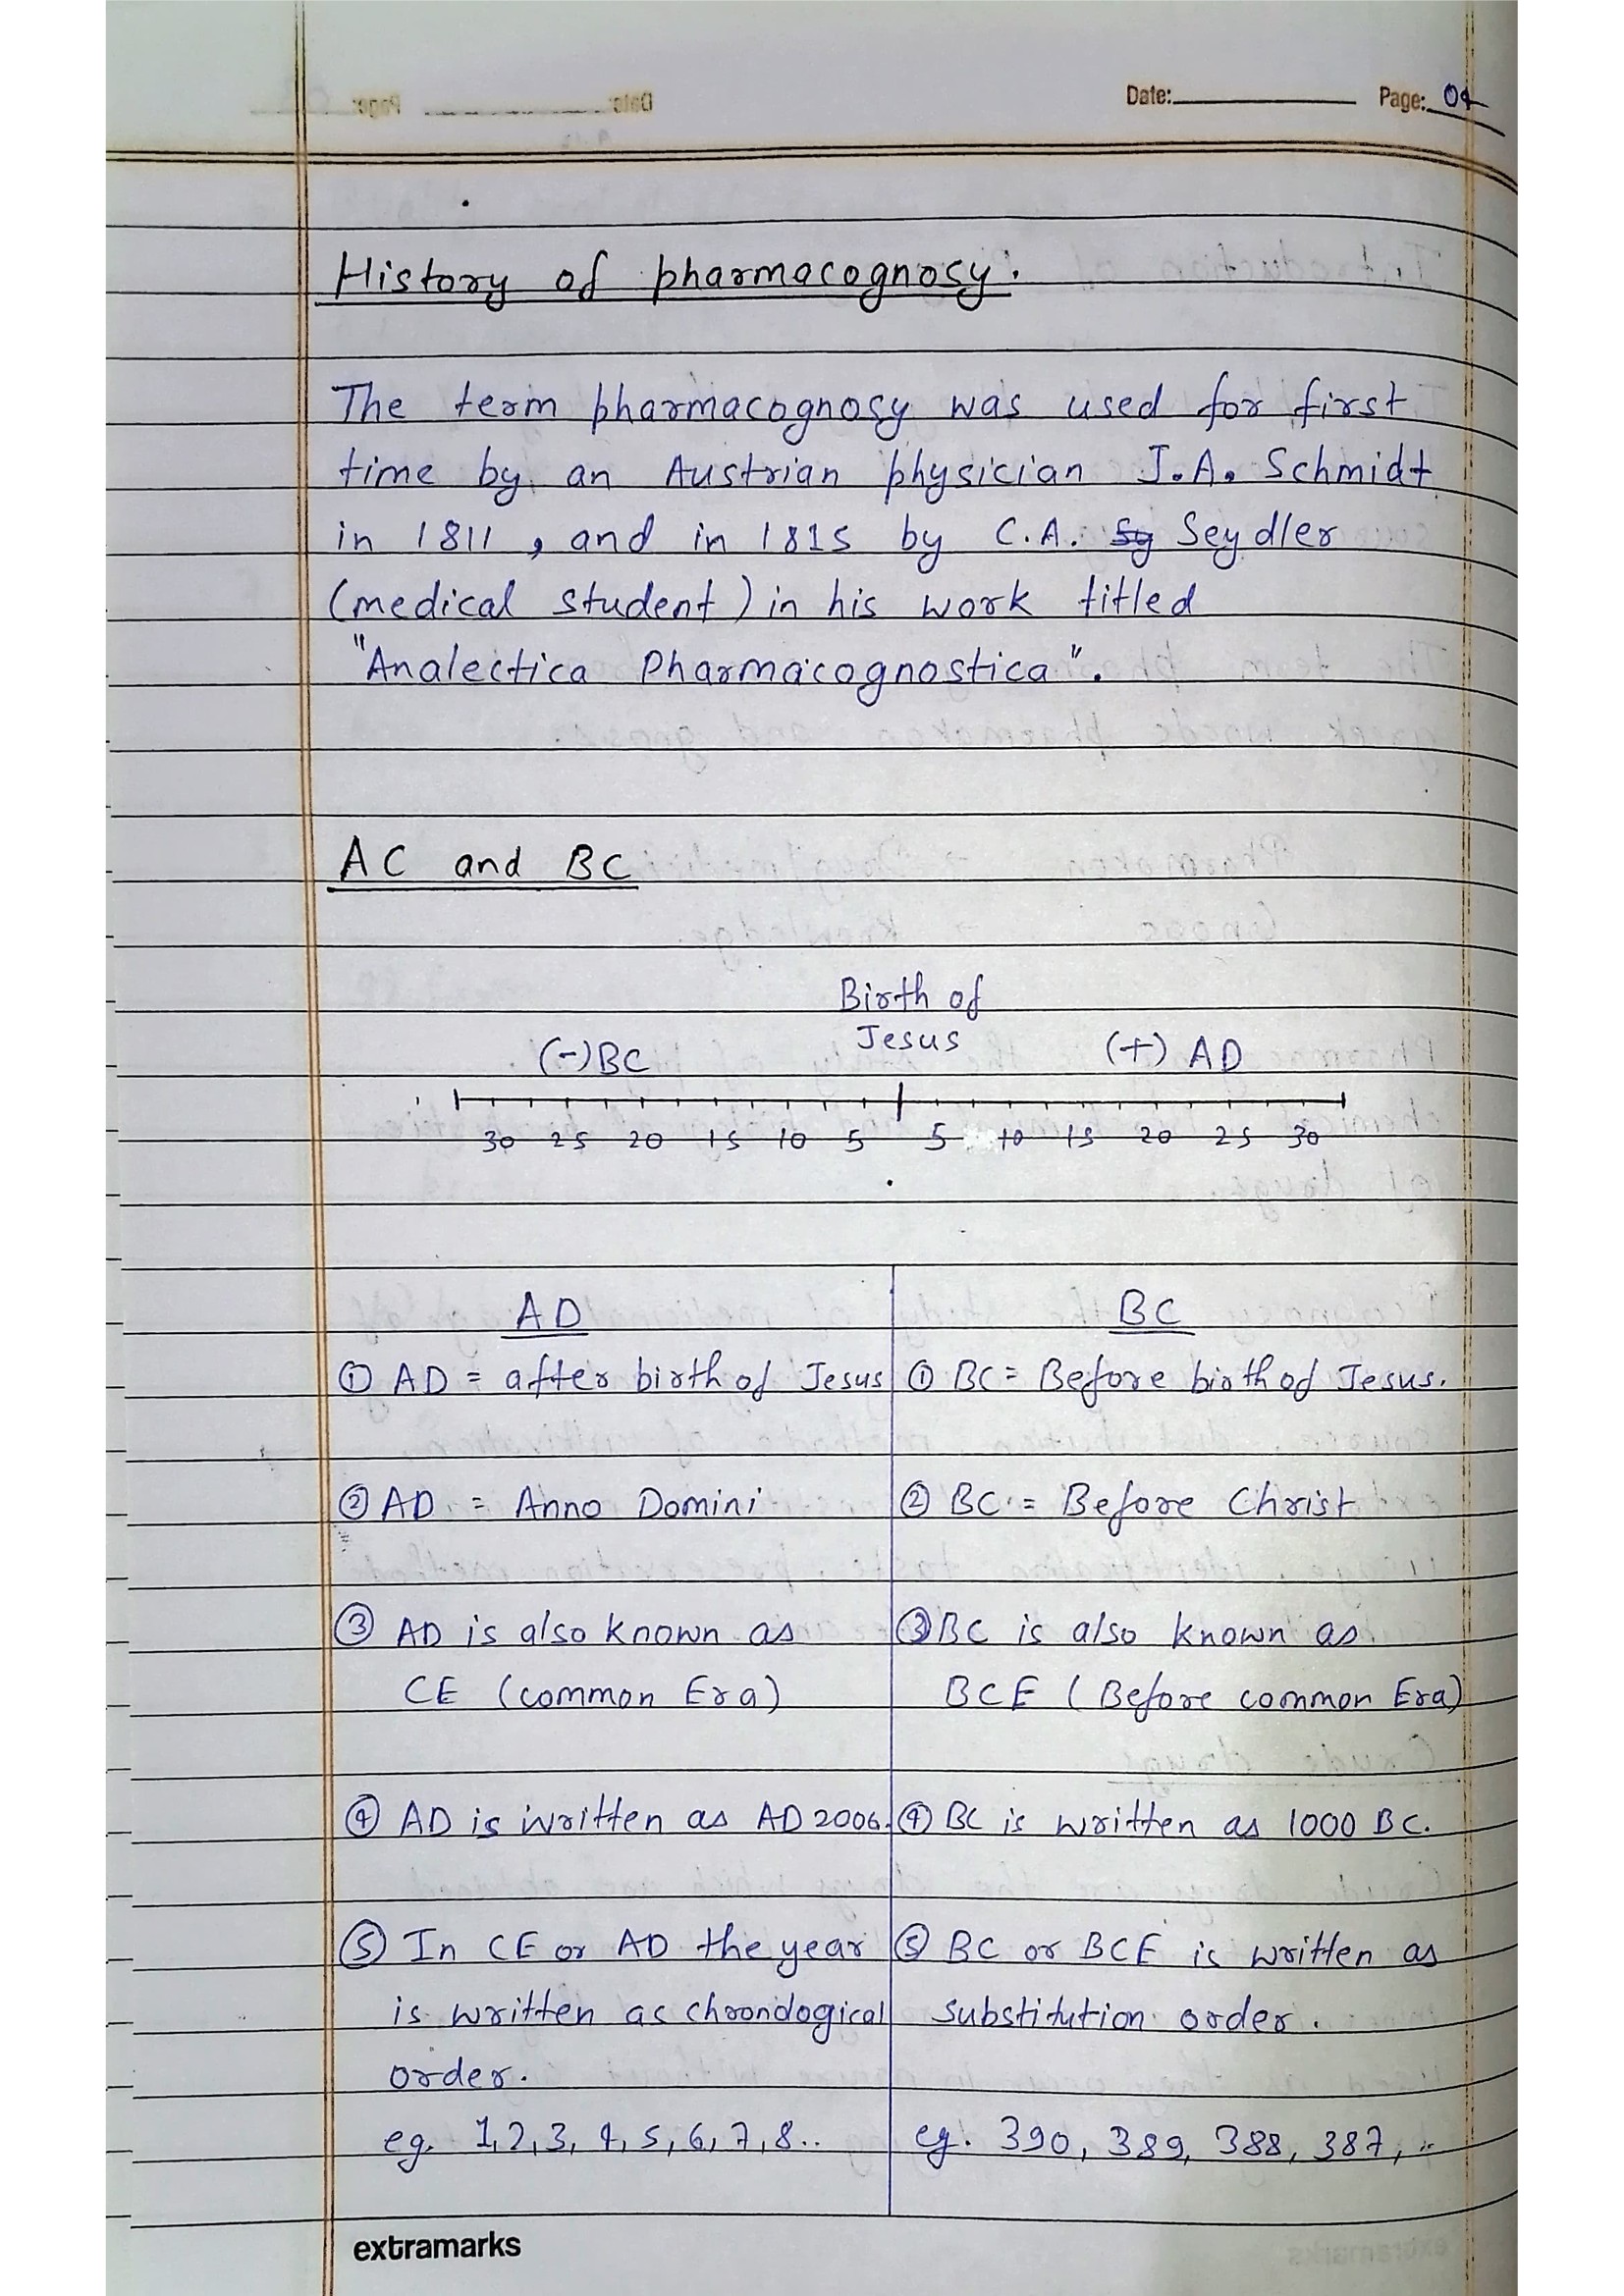 Date: Page: 04
History of pharmacognosy.
The term pharmacognosy was used for first
time by an Austrian physician J.A. Schmidt
in 1811, and in 1815 by C.A. Sy Seydler
(medical student) in his work titled
"Analectica Pharmacognostica".
AC and BC
Birth of
Jesus
(-)BC (+) AD
30 25 20 15 10 5 5 10 15 20 25 30
AD BC
① AD = after birth of Jesus ① BC = Before birth of Jesus.
② AD = Anno Domini ② BC = Before Christ
③ AD is also known as ③ BC is also known as
CE (common Era) BCE (Before common Era)
④ AD is written as AD 2006. ④ BC is written as 1000 BC.
⑤ In CE or AD the year ⑤ BC or BCE is written as
is written as chrondogical substitution order.
order.
eg. 1,2,3,4,5,6,7,8.. eg. 390, 389, 388, 387, ..
extramarks